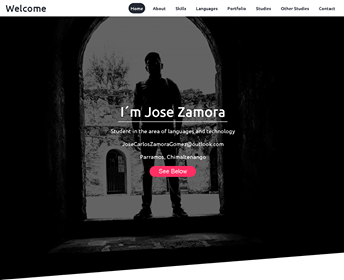 Welcome
Home About Skills Languages Portfolio Studies Other Studies Contact
I´m Jose Zamora
Student in the area of languages and technology
JoseCarlosZamoraGomez@outlook.com
Parramos, Chimaltenango
See Below